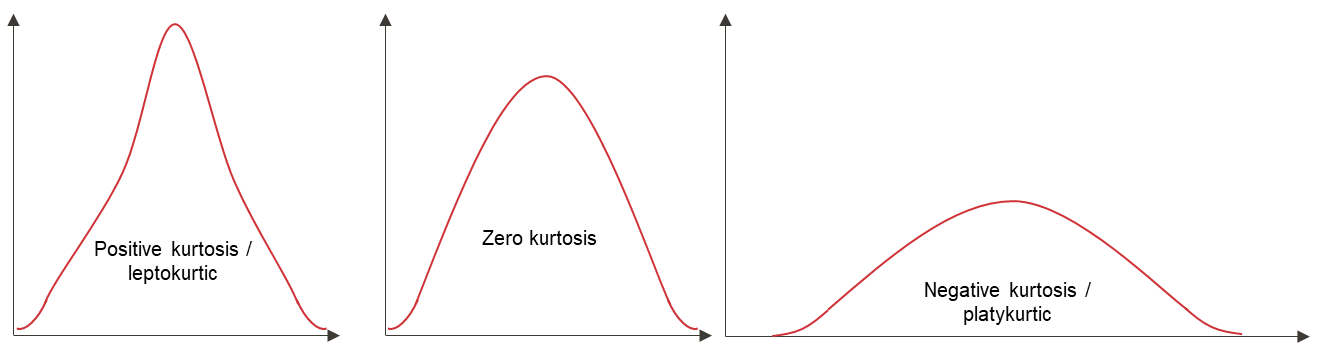 Positive kurtosis /
leptokurtic
Zero kurtosis
Negative kurtosis /
platykurtic